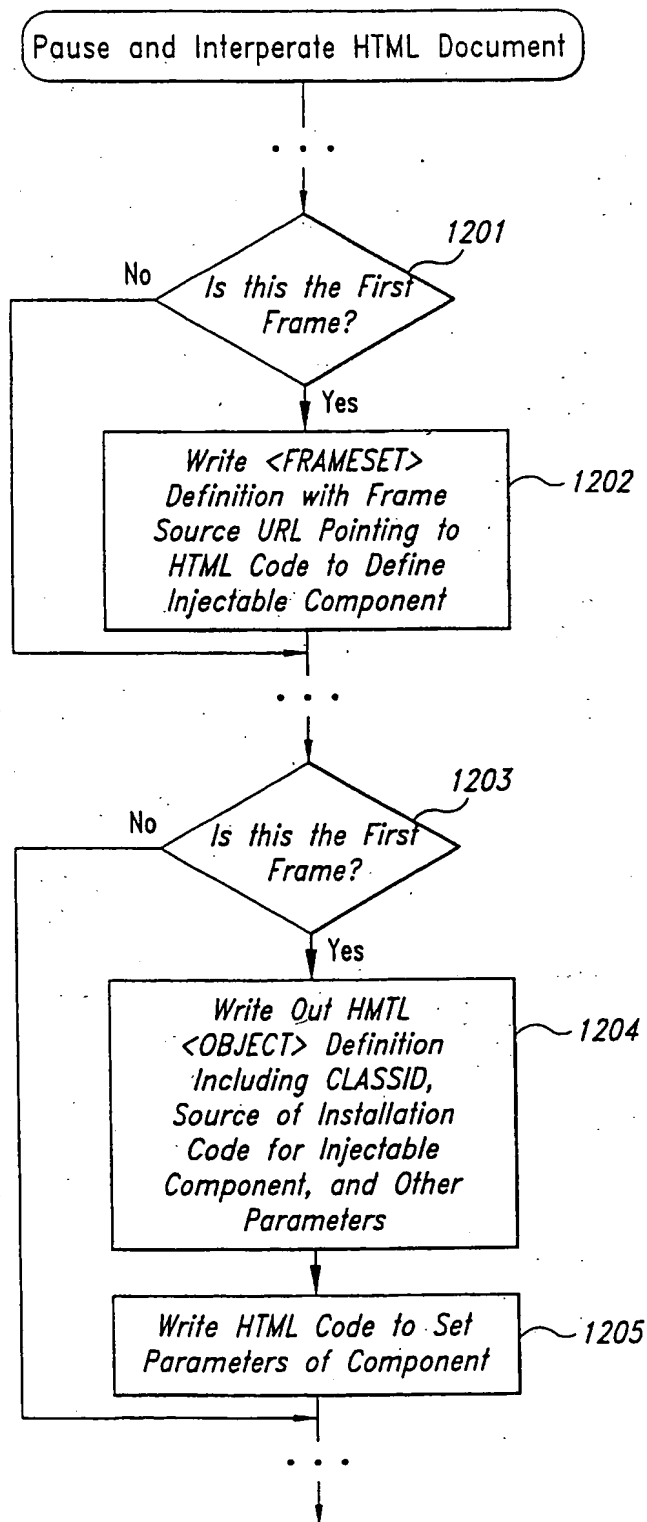 Pause and Interperate HTML Document
1201
No
Is this the First
Frame?
Yes
Write <FRAMESET>
Definition with Frame
Source URL Pointing to
HTML Code to Define
Injectable Component
1202
1203
No
Is this the First
Frame?
Yes
Write Out HMTL
<OBJECT> Definition
Including CLASSID,
Source of Installation
Code for Injectable
Component, and Other
Parameters
1204
Write HTML Code to Set
Parameters of Component
1205